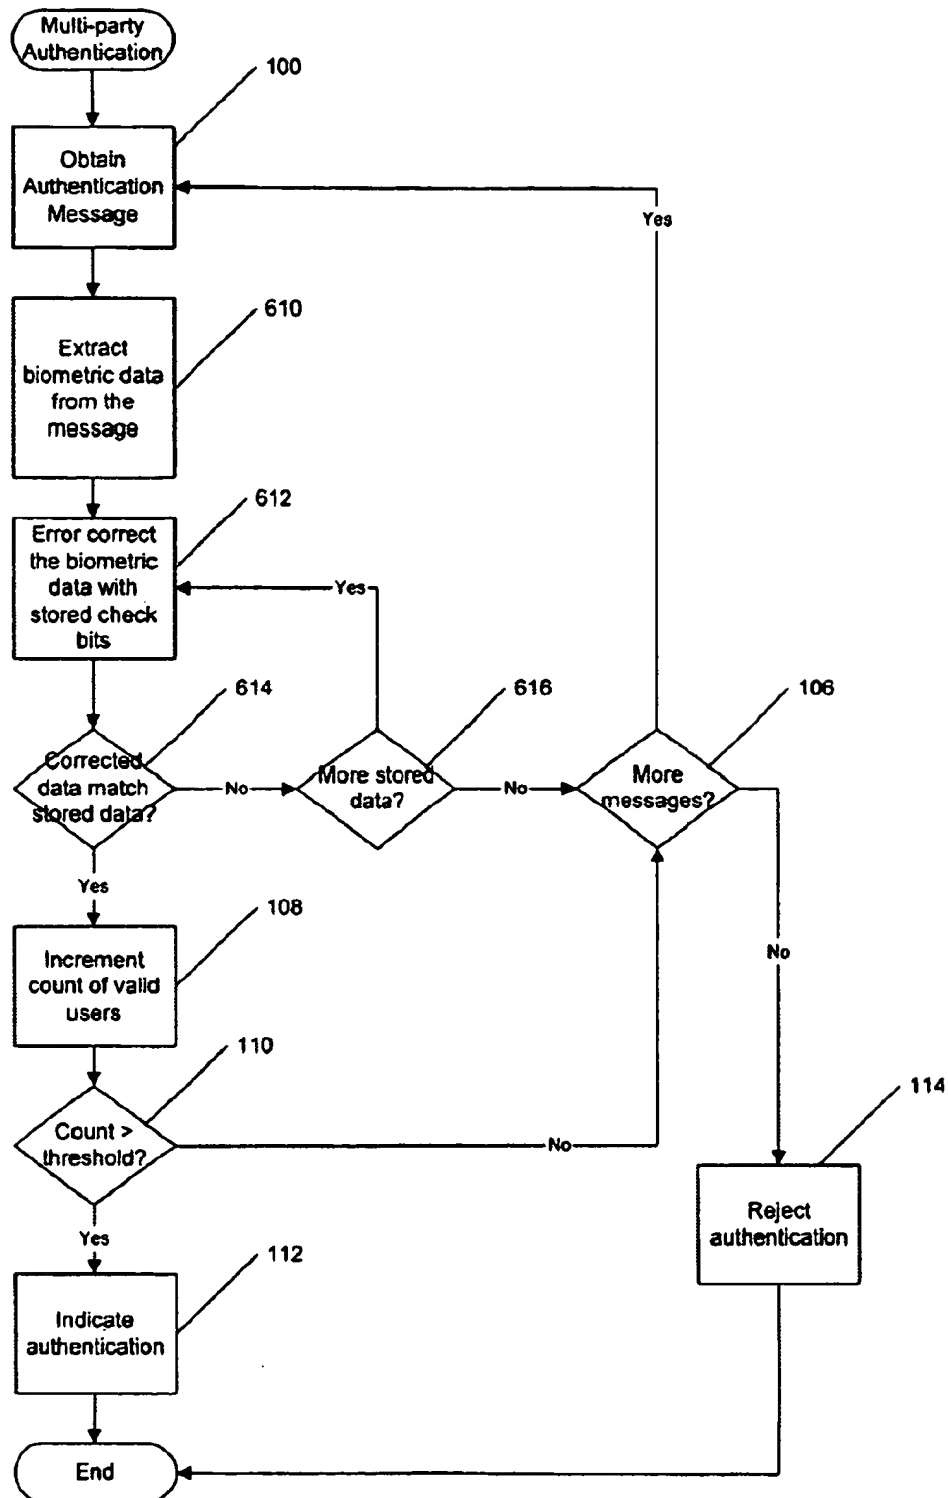 Multi-party
Authentication
100
Obtain
Authentication
Message
Yes
610
Extract
biometric data
from the
message
612
Error correct
the biometric
data with
stored check
bits
Yes
614
616
106
Corrected
data match
stored data?
No
More stored
data?
No
More
messages?
Yes
108
Increment
count of valid
users
No
110
Count >
threshold?
No
114
Yes
Reject
authentication
112
Indicate
authentication
End